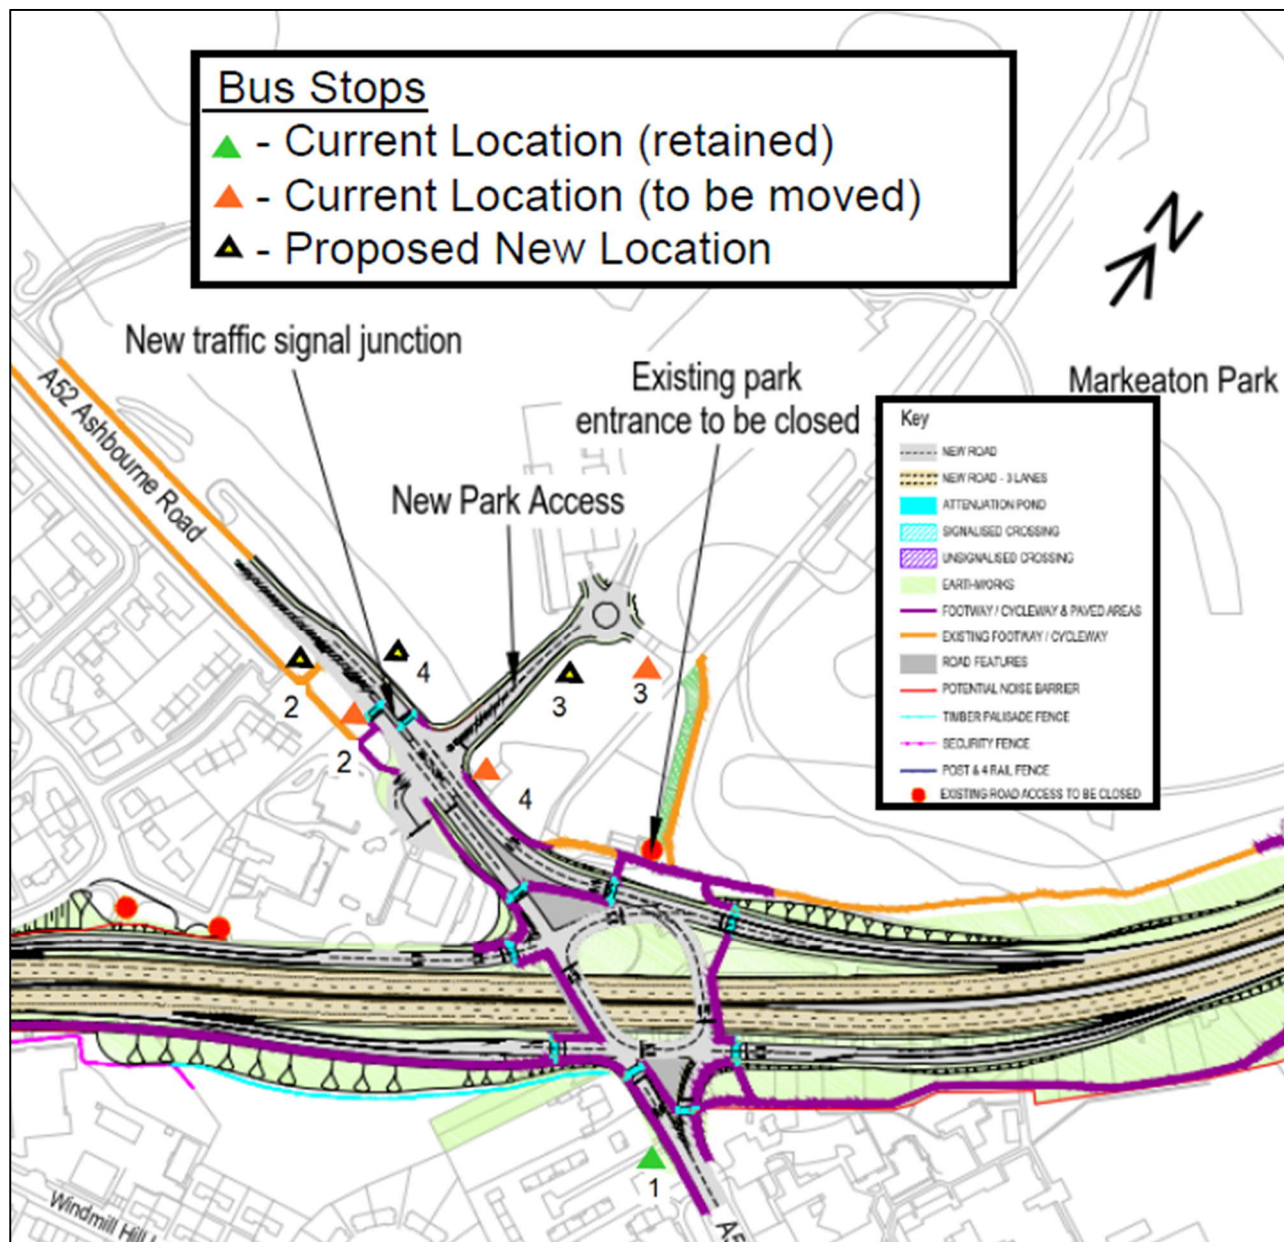 Bus Stops
- Current Location (retained)
- Current Location (to be moved)
- Proposed New Location
N
New traffic signal junction
Existing park
entrance to be closed
Markeaton Park
A52 Ashbourne Road
New Park Access
Key
NEW ROAD
NEW ROAD - 3 LANES
ATTENUATION POND
SIGNALISED CROSSING
UNSIGNALISED CROSSING
EARTHWORKS
FOOTWAY / CYCLEWAY & PAVED AREAS
EXISTING FOOTWAY / CYCLEWAY
ROAD FEATURES
POTENTIAL NOISE BARRIER
TIMBER PALISADE FENCE
SECURITY FENCE
POST & 4 RAIL FENCE
EXISTING ROAD ACCESS TO BE CLOSED
4
2
3
3
2
4
1
Windmill Hill
A5